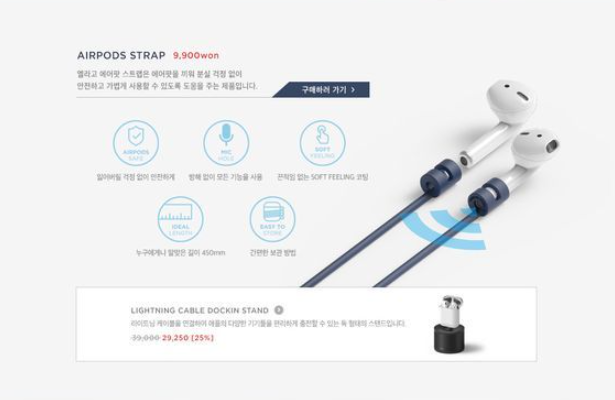 AIRPODS STRAP 9,900won
엘라고 에어팟 스트랩은 에어팟을 끼워 분실 걱정 없이
안전하고 가볍게 사용할 수 있도록 도움을 주는 제품입니다.
구매하러 가기 >
AIRPODS
SAFE
MIC
HOLE
SOFT
FEELING
잃어버릴 걱정 없이 안전하게
방해 없이 모든 기능을 사용
끈적임 없는 SOFT FEELING 코팅
IDEAL
LENGTH
EASY TO
STORE
누구에게나 알맞은 길이 450mm
간편한 보관 방법
LIGHTNING CABLE DOCKIN STAND
라이트닝 케이블을 연결하여 애플의 다양한 기기들을 편리하게 충전할 수 있는 독 형태의 스탠드입니다.
39,000 29,250 [25%]